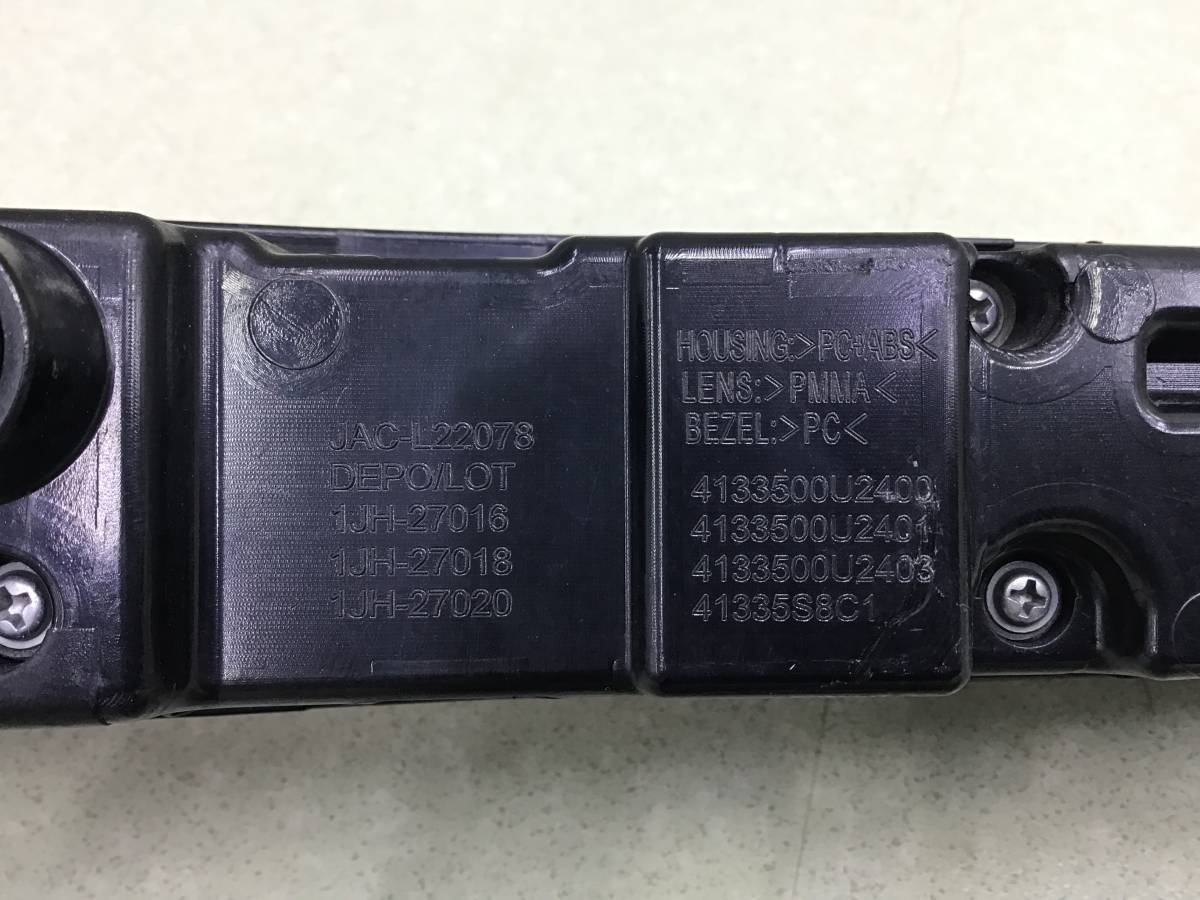 JAC-L22078
DEPO/LOT
1JH-27016
1JH-27018
1JH-27020
HOUSING:>PC+ABS<
LENS:>PMMA<
BEZEL:>PC<
4133500U2400
4133500U2401
4133500U2403
41335S8C1